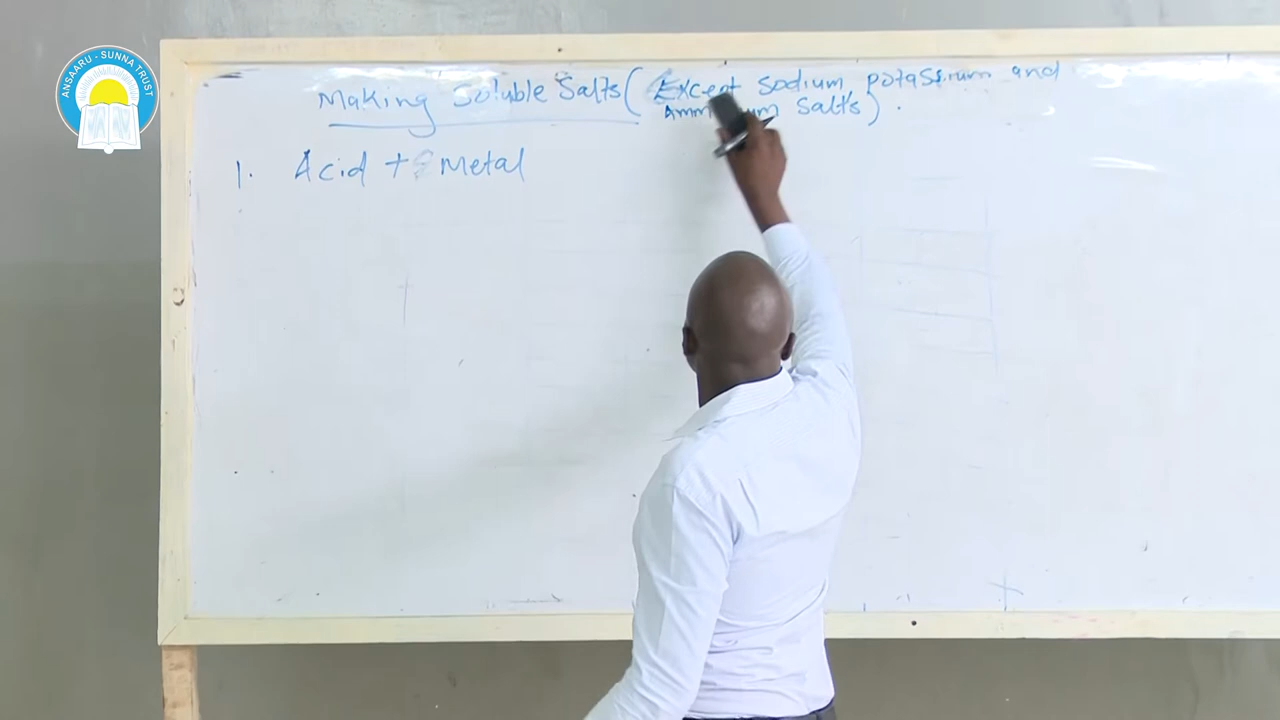 ANSAARU - SUNNA TRUST
Making Soluble Salts (Except sodium, potassium and
Ammonium Salts).
1. Acid + Metal